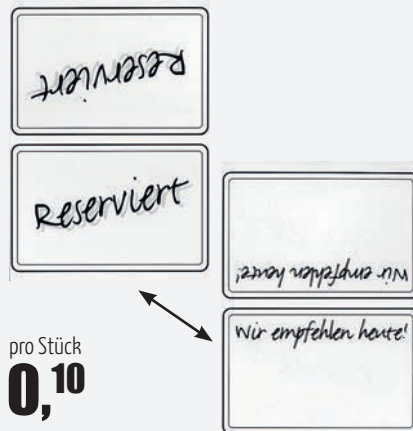 Reserviert
Reserviert
Wir empfehlen heute!
Wir empfehlen heute!
pro Stück
0,10